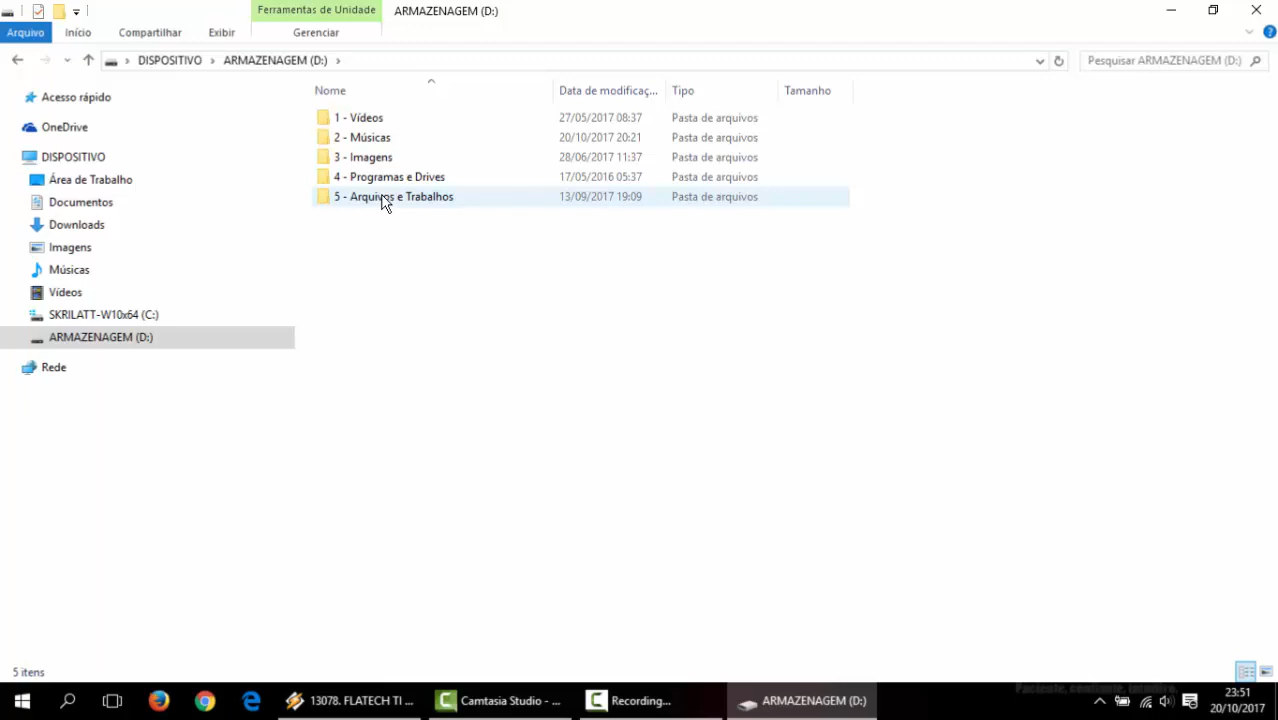 Ferramentas de Unidade
ARMAZENAGEM (D:)
Arquivo
Início
Compartilhar
Exibir
Gerenciar
DISPOSITIVO
ARMAZENAGEM (D:)
Pesquisar ARMAZENAGEM (D:)
Nome
Data de modificaç...
Tipo
Tamanho
Acesso rápido
OneDrive
DISPOSITIVO
Área de Trabalho
Documentos
Downloads
Imagens
Músicas
Vídeos
SKRILATT-W10x64 (C:)
ARMAZENAGEM (D:)
Rede
1 - Vídeos 27/05/2017 08:37 Pasta de arquivos
2 - Músicas 20/10/2017 20:21 Pasta de arquivos
3 - Imagens 28/06/2017 11:37 Pasta de arquivos
4 - Programas e Drives 17/05/2016 05:37 Pasta de arquivos
5 - Arquivos e Trabalhos 13/09/2017 19:09 Pasta de arquivos
5 itens
13078. FLATECH TI ...
Camtasia Studio - ...
Recording...
ARMAZENAGEM (D:)
23:51
20/10/2017